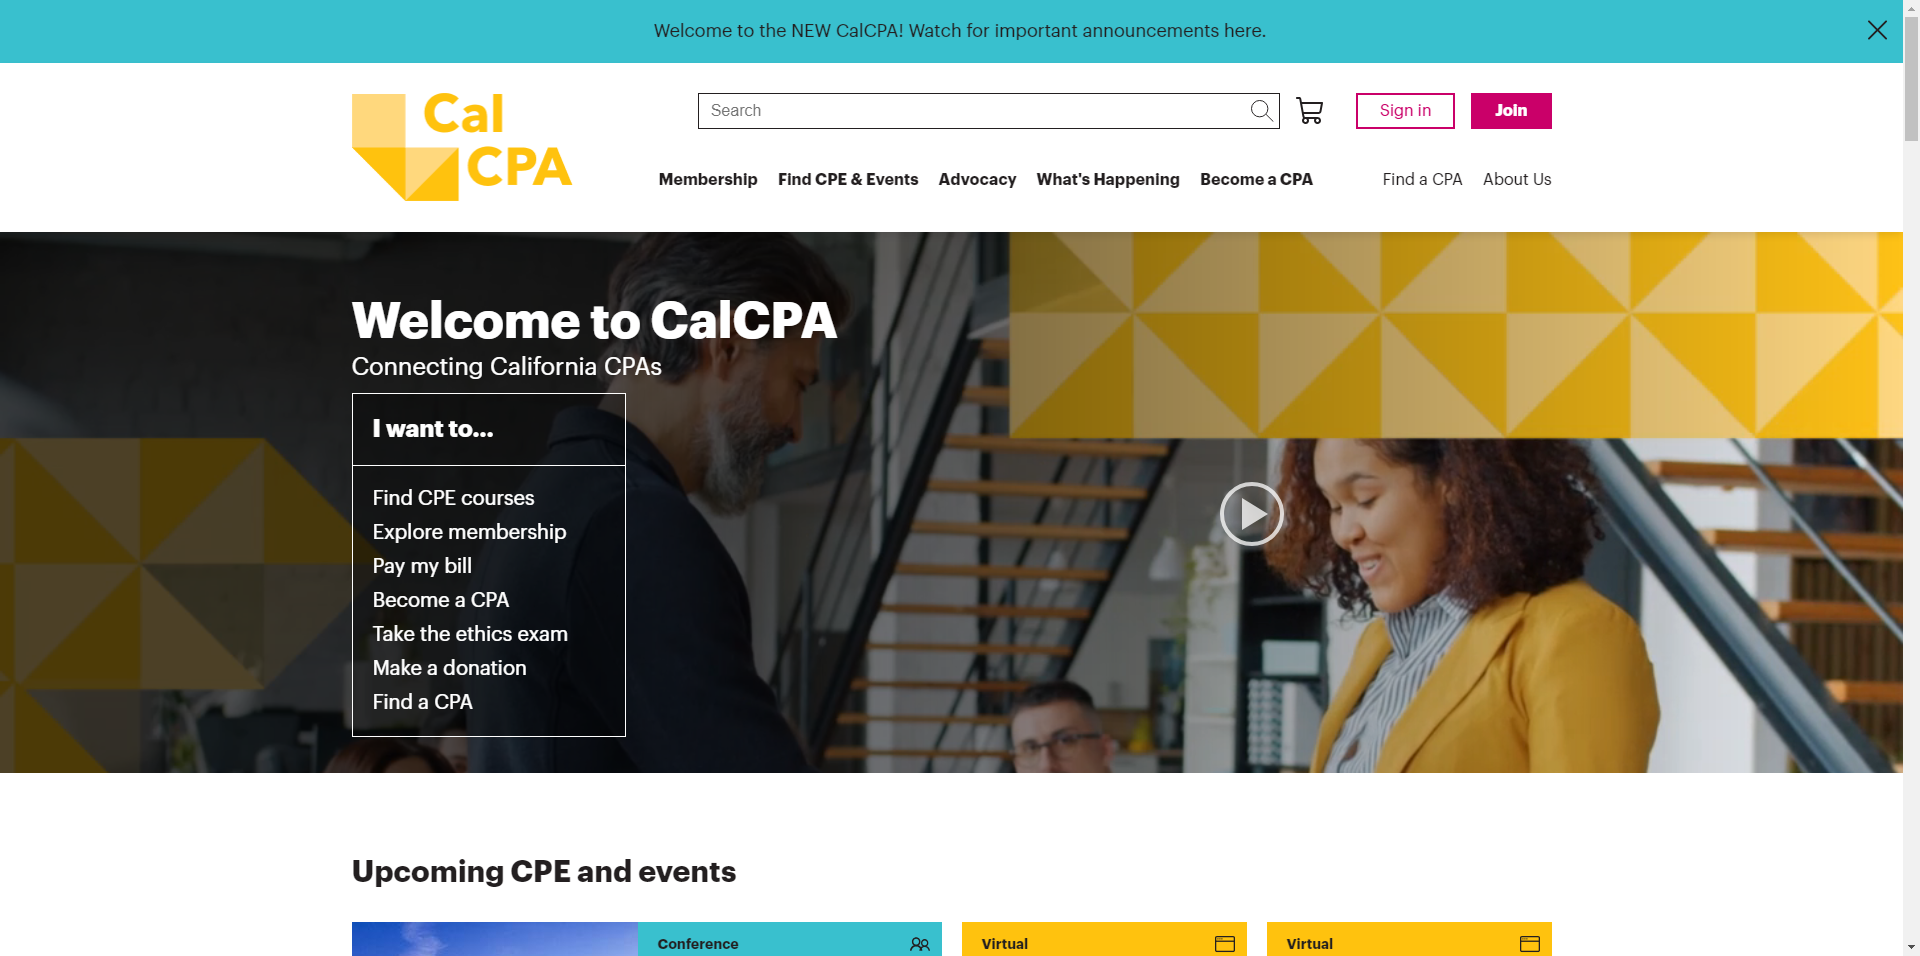 Welcome to the NEW CalCPA! Watch for important announcements here.
Cal
CPA
Search
Sign in
Join
Membership
Find CPE & Events
Advocacy
What's Happening
Become a CPA
Find a CPA
About Us
Welcome to CalCPA
Connecting California CPAs
I want to...
Find CPE courses
Explore membership
Pay my bill
Become a CPA
Take the ethics exam
Make a donation
Find a CPA
Upcoming CPE and events
Conference
Virtual
Virtual